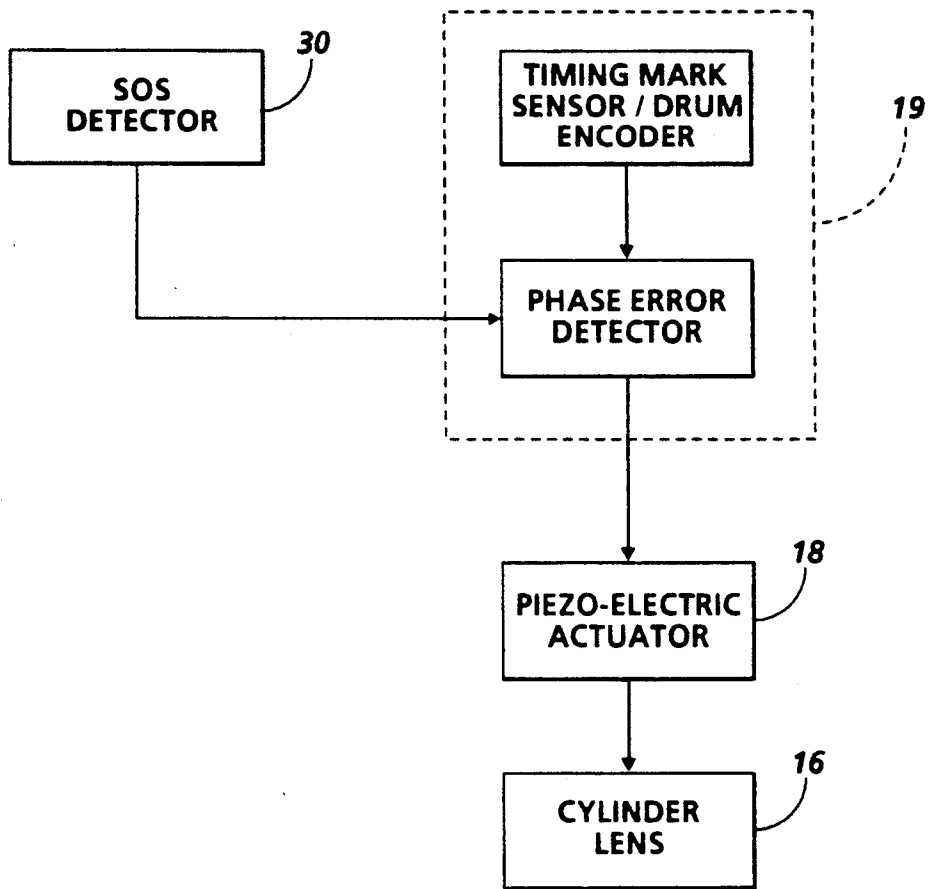 30
SOS
DETECTOR
TIMING MARK
SENSOR / DRUM
ENCODER
19
PHASE ERROR
DETECTOR
18
PIEZO-ELECTRIC
ACTUATOR
16
CYLINDER
LENS